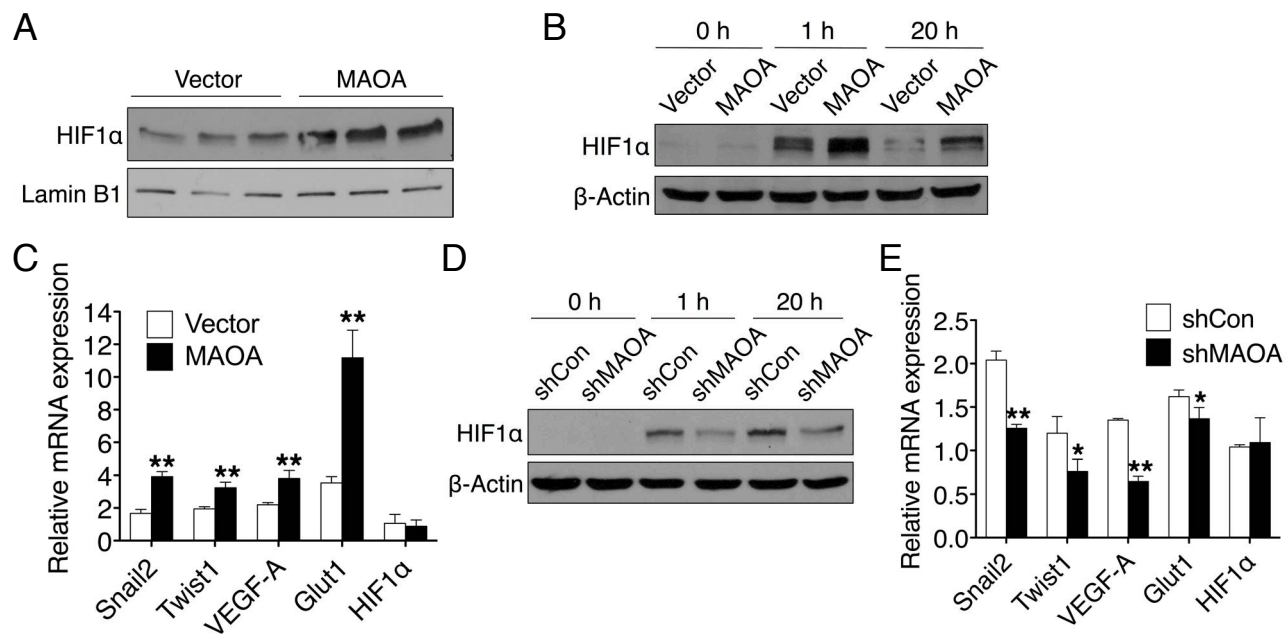 A
Vector MAOA
HIF1α
Lamin B1
B
0 h 1 h 20 h
Vector MAOA Vector MAOA Vector MAOA
HIF1α
β-Actin
C
Relative mRNA expression
14
12
10
8
6
4
2
0
Vector
MAOA
** ** ** **
Snail2 Twist1 VEGF-A Glut1 HIF1α
D
0 h 1 h 20 h
shCon shMAOA shCon shMAOA shCon shMAOA
HIF1α
β-Actin
E
Relative mRNA expression
2.5
2.0
1.5
1.0
0.5
0.0
shCon
shMAOA
** * ** *
Snail2 Twist1 VEGF-A Glut1 HIF1α